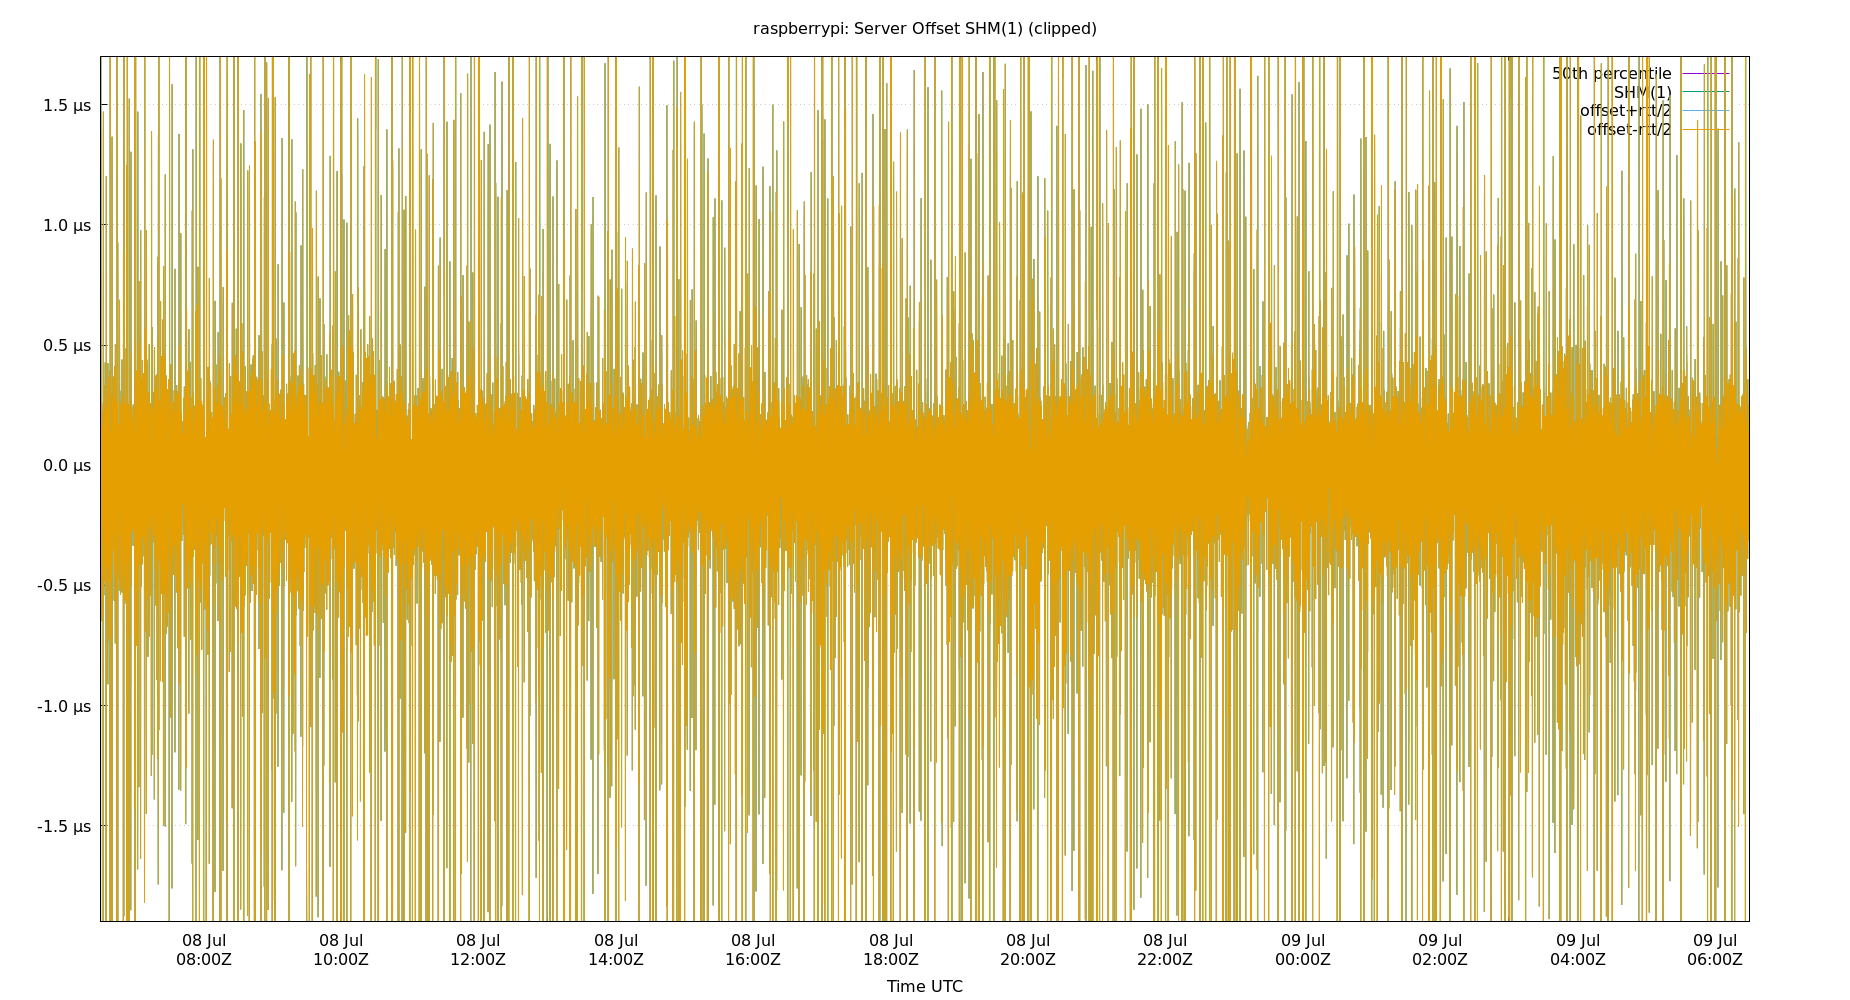 raspberrypi: Server Offset SHM(1) (clipped)
50th percentile
SHM(1)
offset+rtt/2
offset-rtt/2
1.5 µs
1.0 µs
0.5 µs
0.0 µs
-0.5 µs
-1.0 µs
-1.5 µs
08 Jul 08 Jul 08 Jul 08 Jul 08 Jul 08 Jul 08 Jul 08 Jul 09 Jul 09 Jul 09 Jul 09 Jul
08:00Z 10:00Z 12:00Z 14:00Z 16:00Z 18:00Z 20:00Z 22:00Z 00:00Z 02:00Z 04:00Z 06:00Z
Time UTC